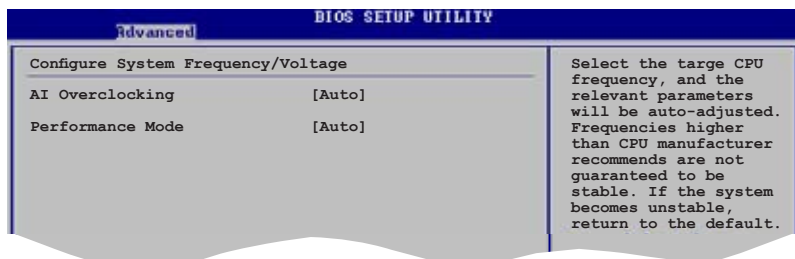 BIOS SETUP UTILITY
Advanced
Configure System Frequency/Voltage
AI Overclocking [Auto]
Performance Mode [Auto]
Select the targe CPU
frequency, and the
relevant parameters
will be auto-adjusted.
Frequencies higher
than CPU manufacturer
recommends are not
guaranteed to be
stable. If the system
becomes unstable,
return to the default.